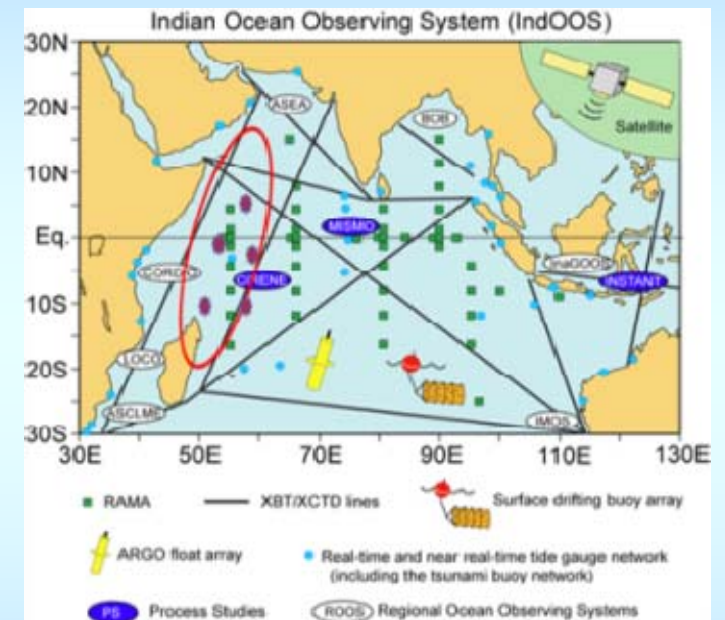 Indian Ocean Observing System (IndOOS)
30N
20N
10N
Eq.
10S
20S
30S
30E
50E
70E
90E
110E
130E
ASEA
BOB
Satellite
MISMO
CORDIO
CIRENE
InaGOOS
INSTANT
LOCO
ASCLME
IMOS
RAMA
XBT/XCTD lines
Surface drifting buoy array
ARGO float array
Real-time and near real-time tide gauge network
(including the tsunami buoy network)
PS
Process Studies
ROOS
Regional Ocean Observing Systems